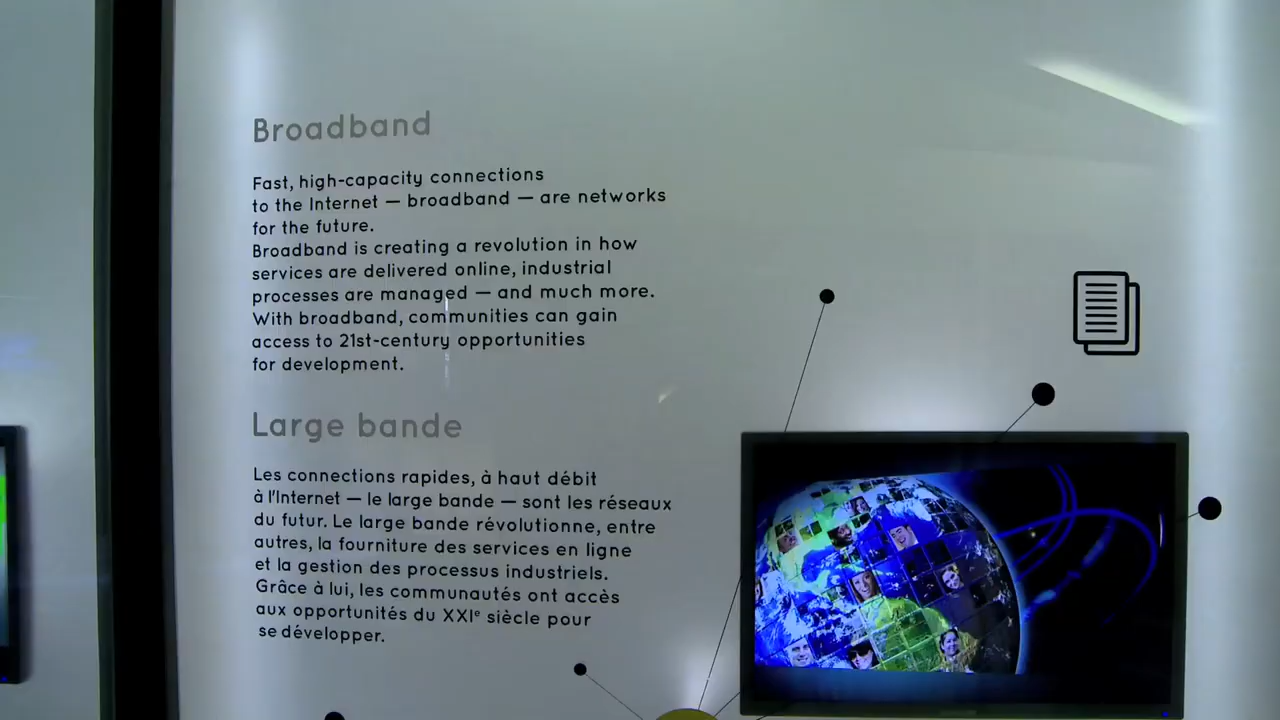 Broadband
Fast, high-capacity connections
to the Internet — broadband — are networks
for the future.
Broadband is creating a revolution in how
services are delivered online, industrial
processes are managed — and much more.
With broadband, communities can gain
access to 21st-century opportunities
for development.
Large bande
Les connections rapides, à haut débit
à l'Internet — le large bande — sont les réseaux
du futur. Le large bande révolutionne, entre
autres, la fourniture des services en ligne
et la gestion des processus industriels.
Grâce à lui, les communautés ont accès
aux opportunités du XXIᵉ siècle pour
se développer.